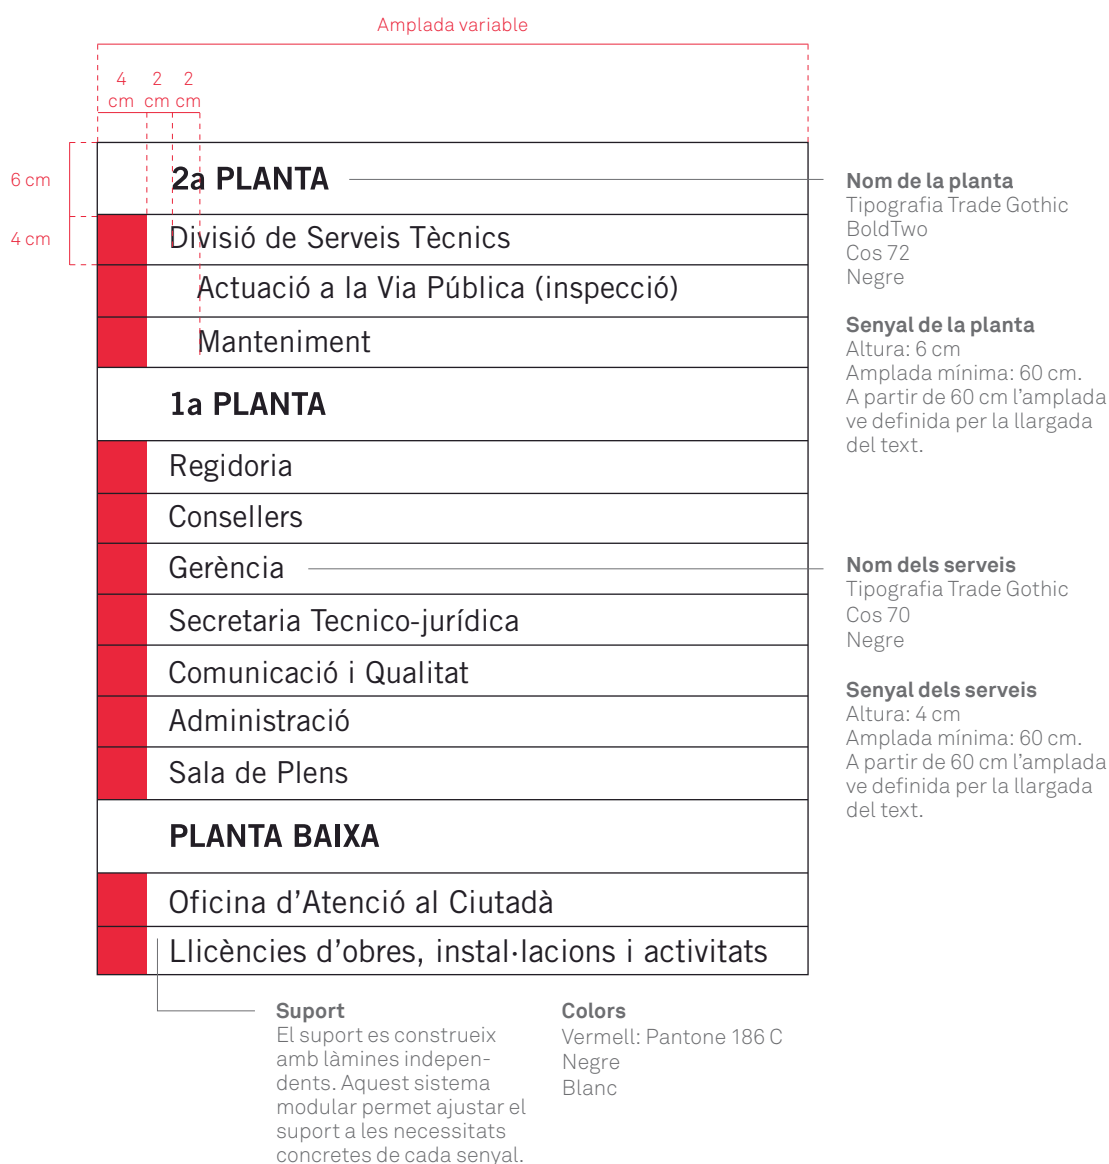 Amplada variable
4 cm
2 cm
2 cm
6 cm
4 cm
2a PLANTA
Divisió de Serveis Tècnics
Actuació a la Via Pública (inspecció)
Manteniment
1a PLANTA
Regidoria
Consellers
Gerència
Secretaria Tecnico-jurídica
Comunicació i Qualitat
Administració
Sala de Plens
PLANTA BAIXA
Oficina d’Atenció al Ciutadà
Llicències d’obres, instal·lacions i activitats
Nom de la planta
Tipografia Trade Gothic
BoldTwo
Cos 72
Negre
Senyal de la planta
Altura: 6 cm
Amplada mínima: 60 cm.
A partir de 60 cm l’amplada
ve definida per la llargada
del text.
Nom dels serveis
Tipografia Trade Gothic
Cos 70
Negre
Senyal dels serveis
Altura: 4 cm
Amplada mínima: 60 cm.
A partir de 60 cm l’amplada
ve definida per la llargada
del text.
Suport
El suport es construeix
amb làmines indepen-
dents. Aquest sistema
modular permet ajustar el
suport a les necessitats
concretes de cada senyal.
Colors
Vermell: Pantone 186 C
Negre
Blanc